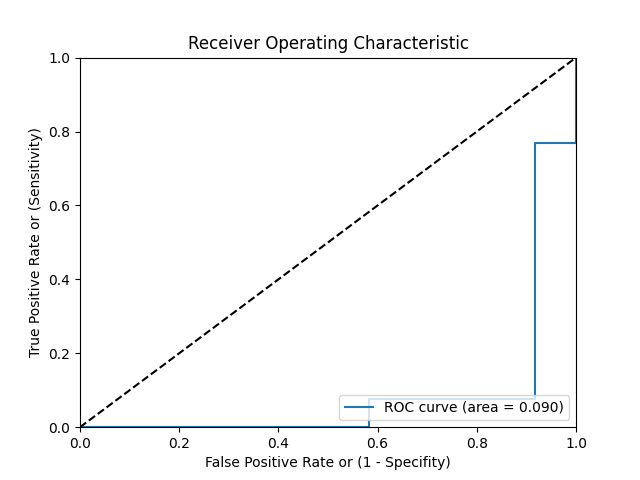 Receiver Operating Characteristic
True Positive Rate or (Sensitivity)
1.0
0.8
0.6
0.4
0.2
0.0
ROC curve (area = 0.090)
0.0 0.2 0.4 0.6 0.8 1.0
False Positive Rate or (1 - Specifity)